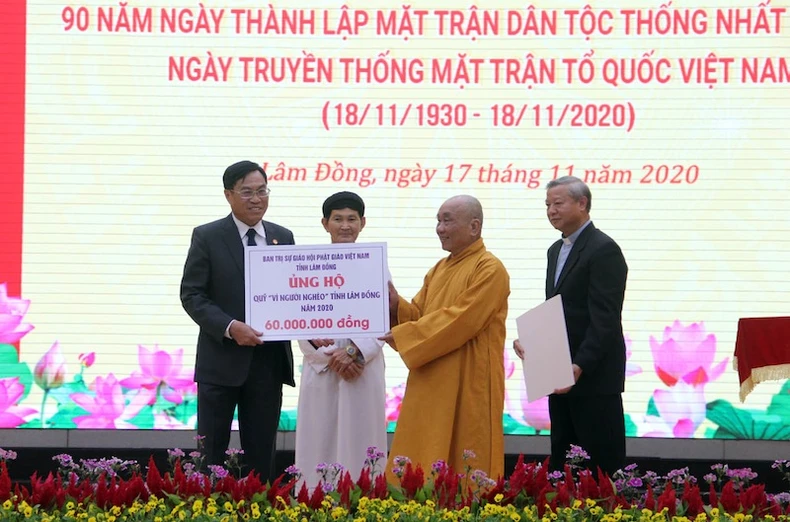 90 NĂM NGÀY THÀNH LẬP MẶT TRẬN DÂN TỘC THỐNG NHẤT
NGÀY TRUYỀN THỐNG MẶT TRẬN TỔ QUỐC VIỆT NAM
(18/11/1930 - 18/11/2020)
Lâm Đồng, ngày 17 tháng 11 năm 2020
BAN TRỊ SỰ GIÁO HỘI PHẬT GIÁO VIỆT NAM
TỈNH LÂM ĐỒNG
ỦNG HỘ
QUỸ "VÌ NGƯỜI NGHÈO" TỈNH LÂM ĐỒNG
NĂM 2020
60.000.000 đồng